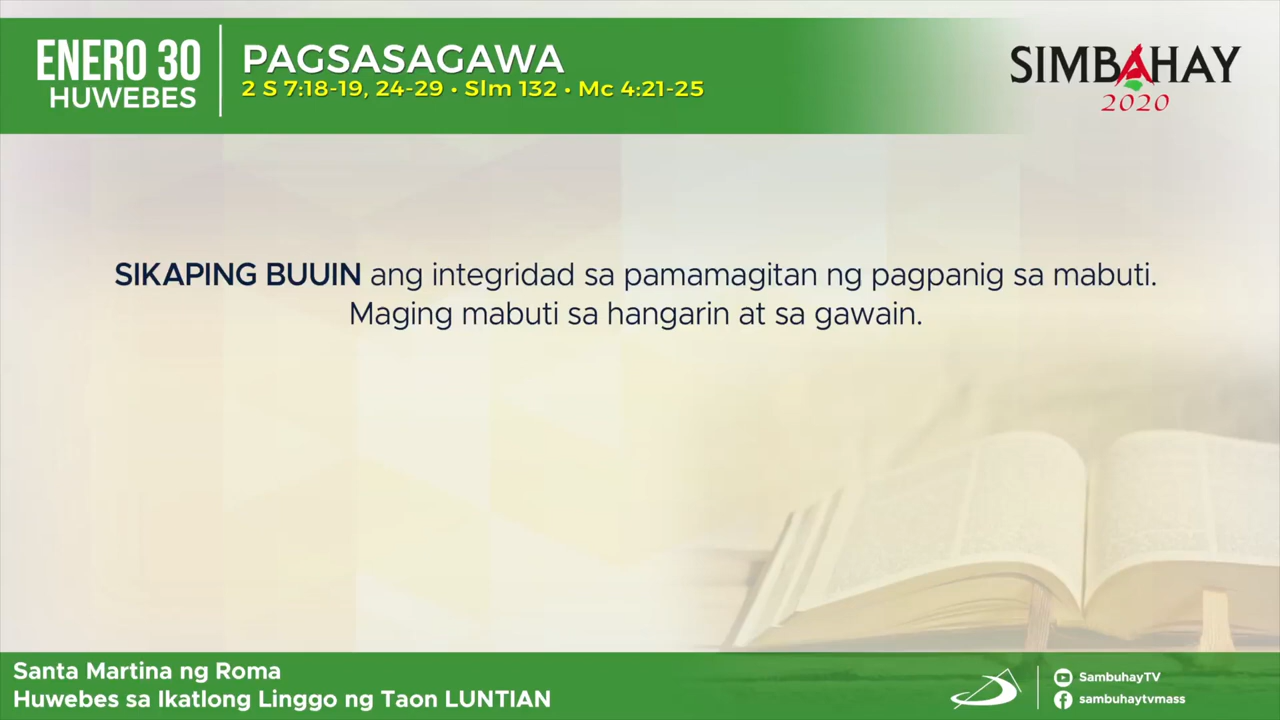 ENERO 30
HUWEBES
PAGSASAGAWA
2 S 7:18-19, 24-29 • Slm 132 • Mc 4:21-25
SIMBAHAY
2020
SIKAPING BUUIN ang integridad sa pamamagitan ng pagpanig sa mabuti.
Maging mabuti sa hangarin at sa gawain.
Santa Martina ng Roma
Huwebes sa Ikatlong Linggo ng Taon LUNTIAN
SambuhayTV
sambuhaytvmass